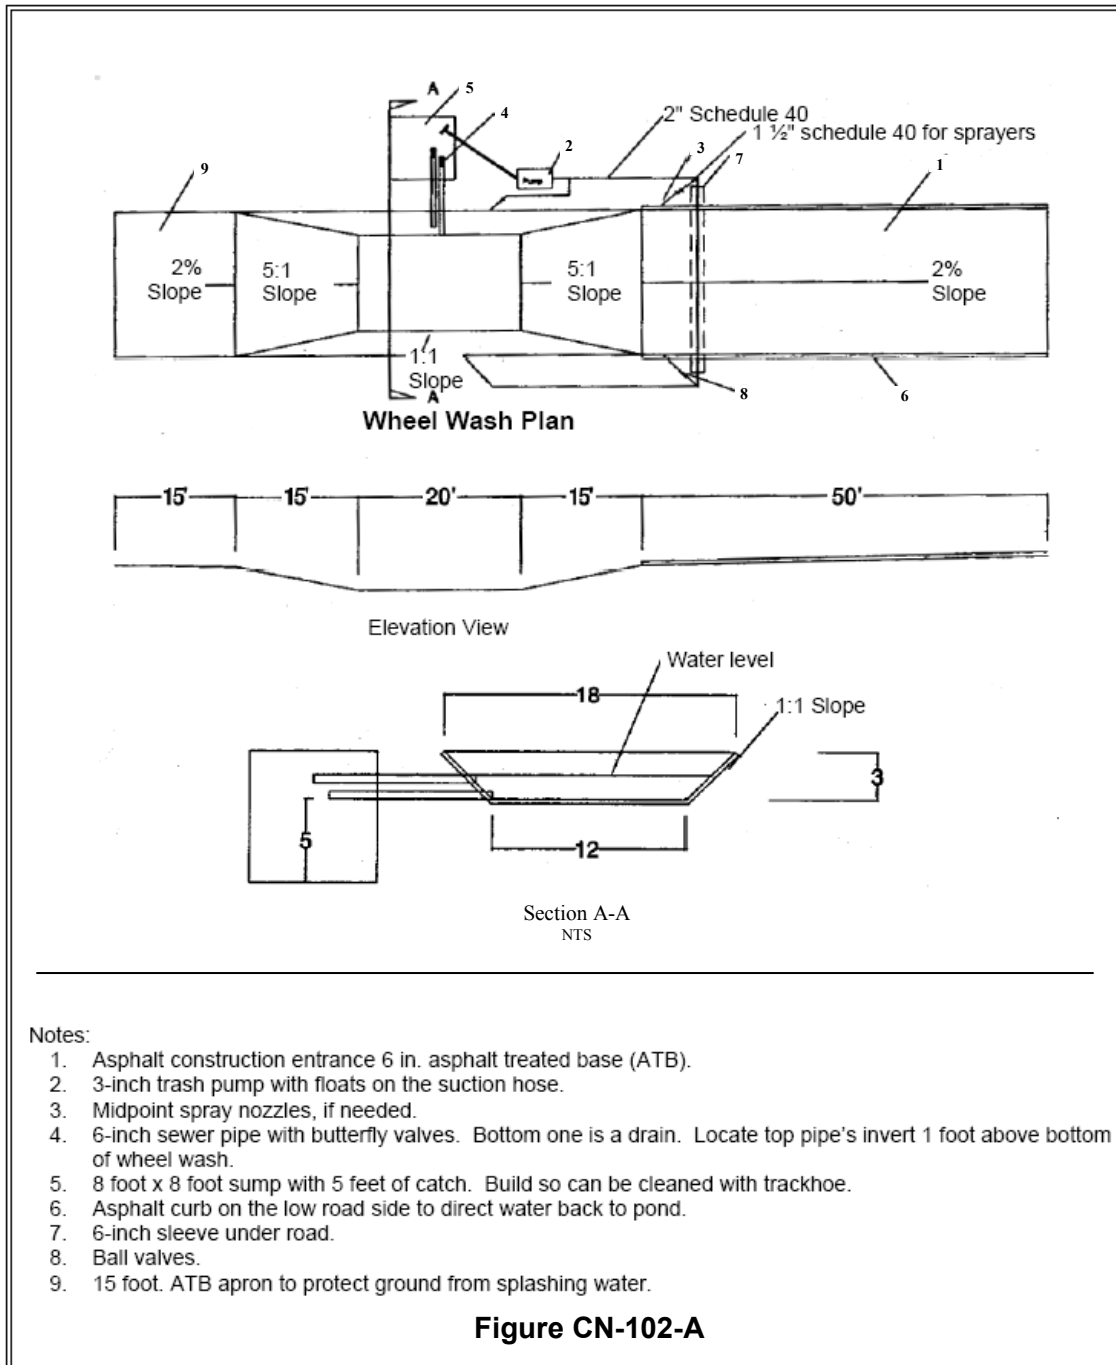 A
5
4
2" Schedule 40
1 ½" schedule 40 for sprayers
2
3
7
1
9
Pump
2%
Slope
5:1
Slope
5:1
Slope
2%
Slope
1:1
Slope
A
8
6
Wheel Wash Plan
15' 15' 20' 15' 50'
Elevation View
Water level
18
1:1 Slope
3
5
12
Section A-A
NTS
Notes:
1. Asphalt construction entrance 6 in. asphalt treated base (ATB).
2. 3-inch trash pump with floats on the suction hose.
3. Midpoint spray nozzles, if needed.
4. 6-inch sewer pipe with butterfly valves. Bottom one is a drain. Locate top pipe's invert 1 foot above bottom
of wheel wash.
5. 8 foot x 8 foot sump with 5 feet of catch. Build so can be cleaned with trackhoe.
6. Asphalt curb on the low road side to direct water back to pond.
7. 6-inch sleeve under road.
8. Ball valves.
9. 15 foot. ATB apron to protect ground from splashing water.
Figure CN-102-A